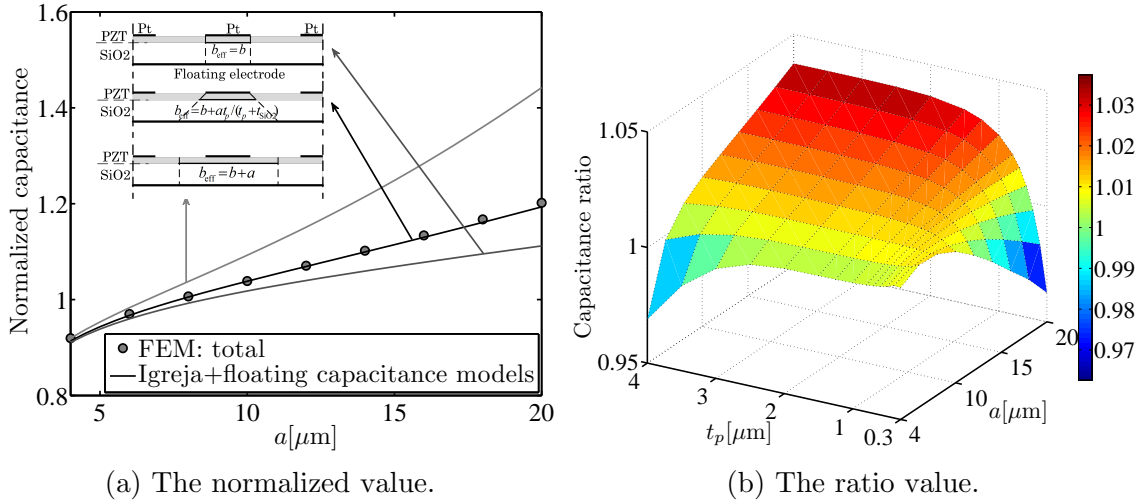 1.6
1.4
1.2
1
0.8
Normalized capacitance
Pt Pt Pt
PZT
SiO2
b_eff=b
Floating electrode
PZT
SiO2
b_eff=b+at_p/(t_p+t_SiO2)
PZT
SiO2
b_eff=b+a
FEM: total
Igreja+floating capacitance models
5 10 15 20
a[μm]
(a) The normalized value.
1.05
1
0.95
Capacitance ratio
4 3 2 1 0.3
t_p[μm]
4 10 15 20
a[μm]
1.03
1.02
1.01
1
0.99
0.98
0.97
(b) The ratio value.